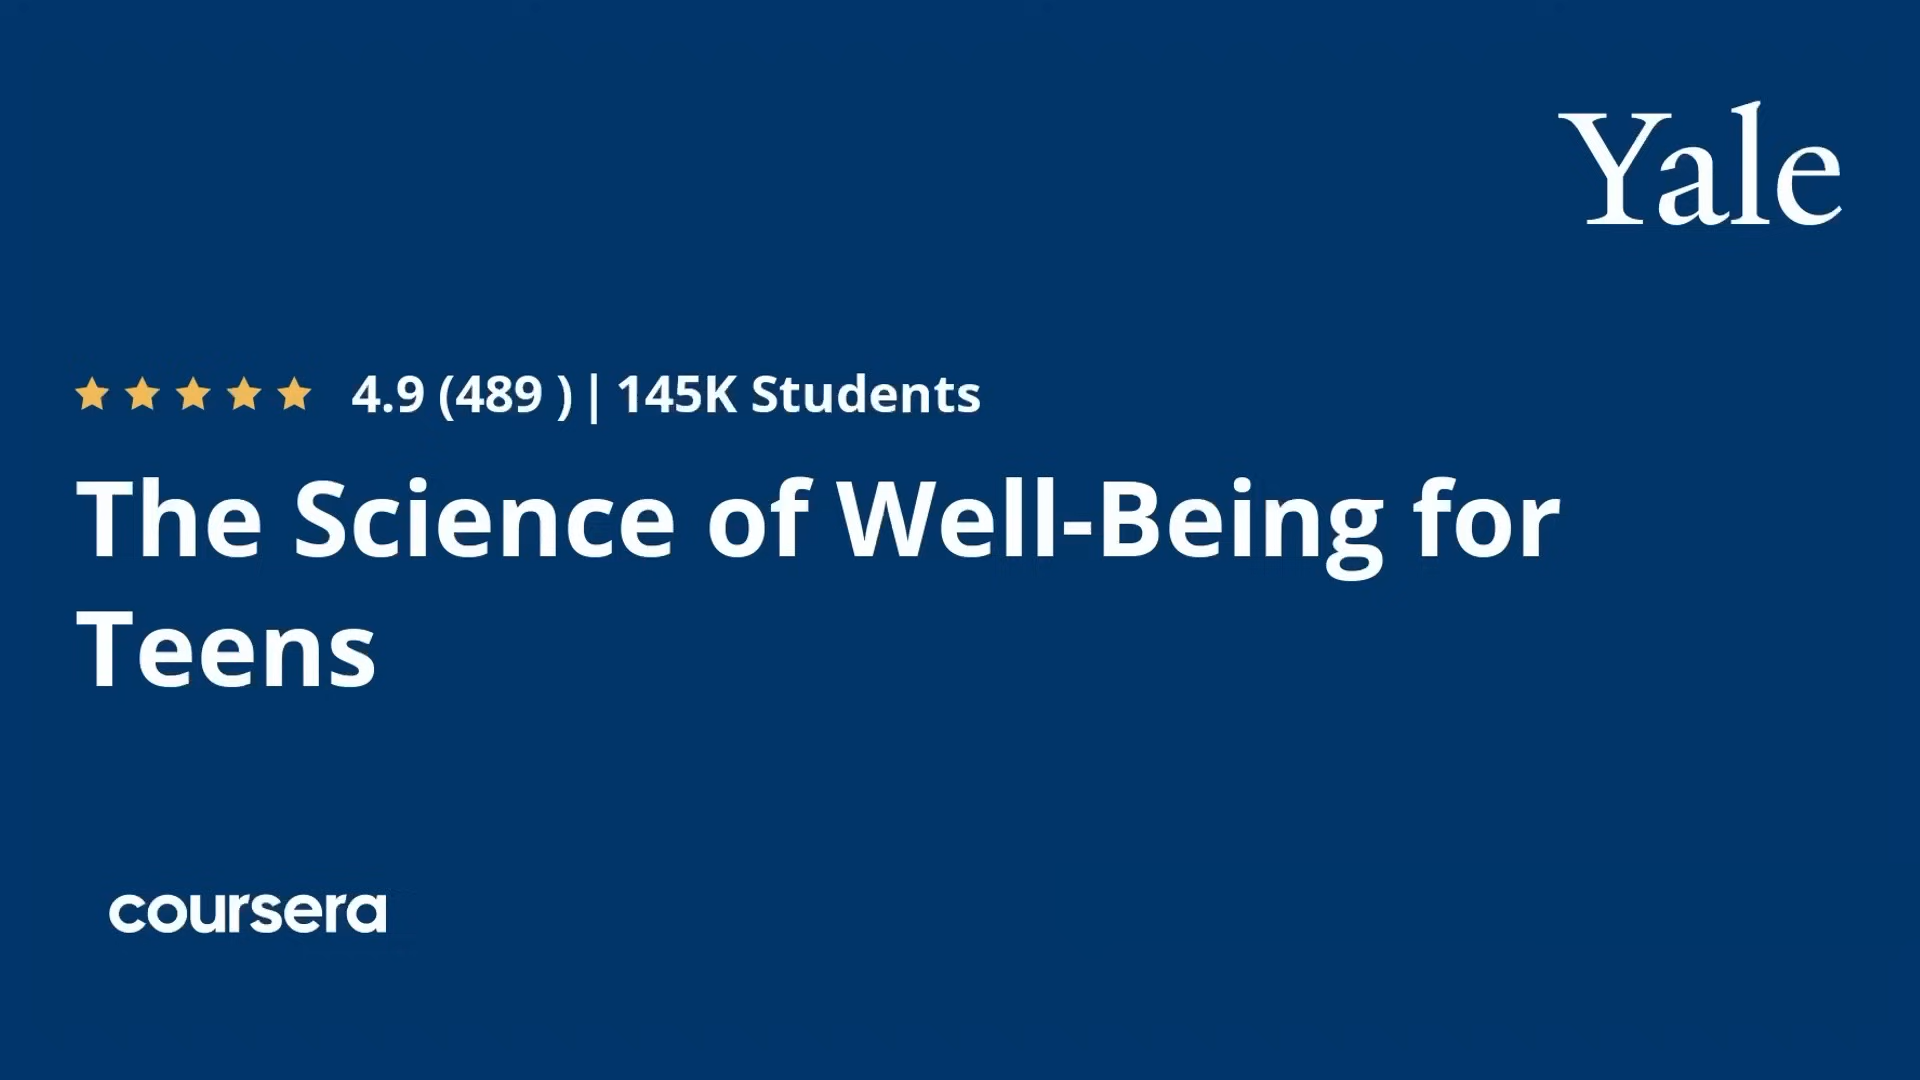 Yale
4.9 (489 ) | 145K Students
The Science of Well-Being for
Teens
coursera